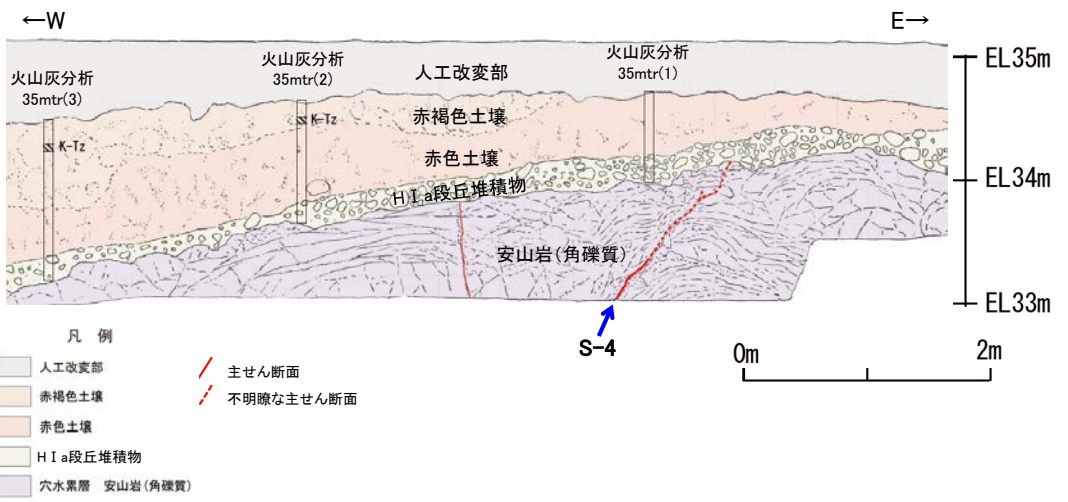 ←W
E→
火山灰分析
35mtr(3)
火山灰分析
35mtr(2)
人工改変部
火山灰分析
35mtr(1)
EL35m
K-Tz
K-Tz
赤褐色土壌
赤色土壌
HⅠa段丘堆積物
EL34m
安山岩(角礫質)
EL33m
S-4
0m
2m
凡 例
人工改変部
赤褐色土壌
赤色土壌
HⅠa段丘堆積物
穴水累層 安山岩(角礫質)
主せん断面
不明瞭な主せん断面